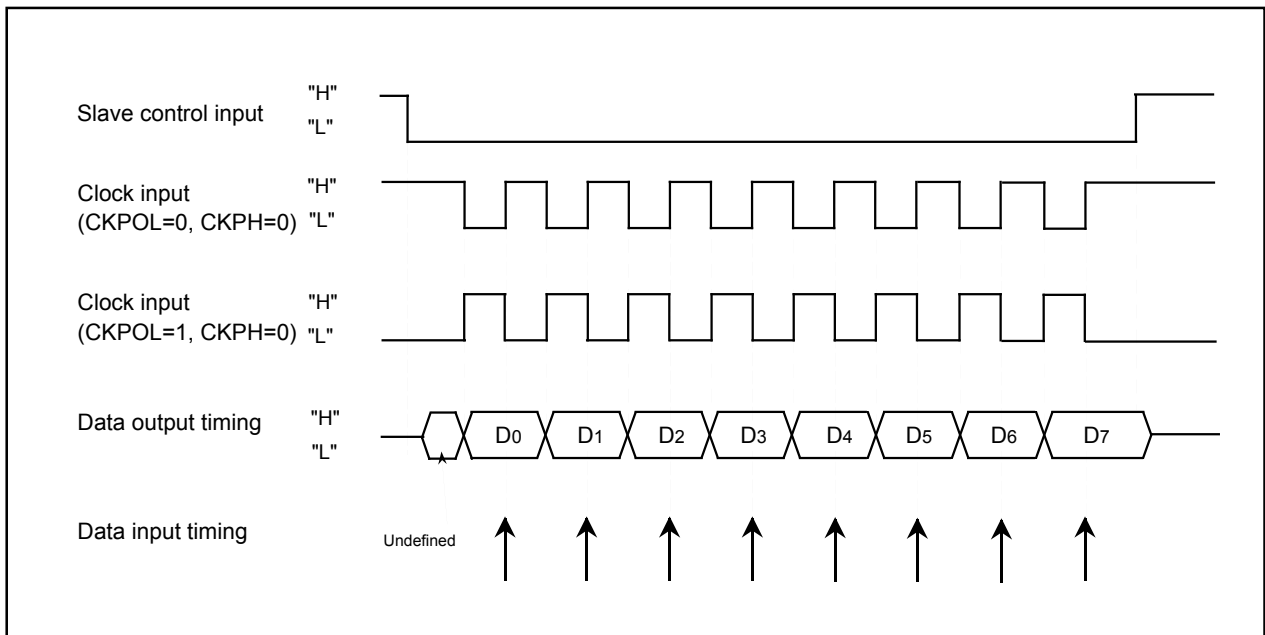 Slave control input "H"
"L"
Clock input "H"
(CKPOL=0, CKPH=0) "L"
Clock input "H"
(CKPOL=1, CKPH=0) "L"
Data output timing "H"
"L"
D0 D1 D2 D3 D4 D5 D6 D7
Data input timing
Undefined